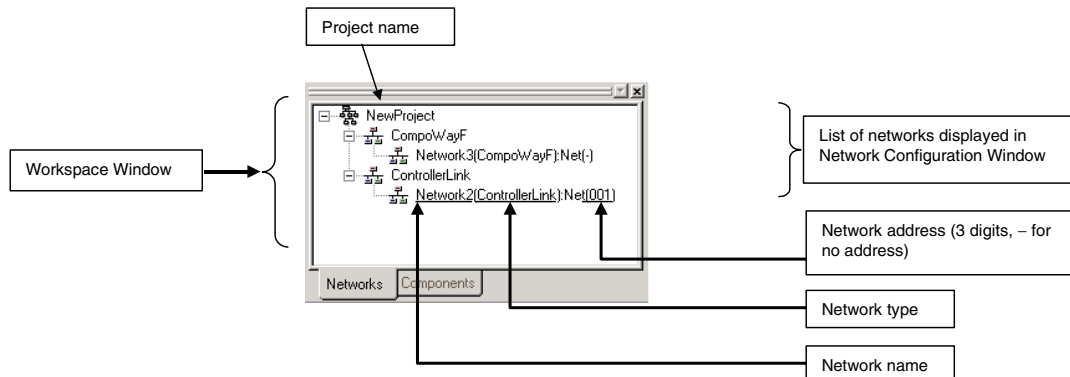 Project name
NewProject
CompoWayF
Network3(CompoWayF):Net(-)
ControllerLink
Network2(ControllerLink):Net(001)
Networks
Components
Workspace Window
List of networks displayed in
Network Configuration Window
Network address (3 digits, – for
no address)
Network type
Network name